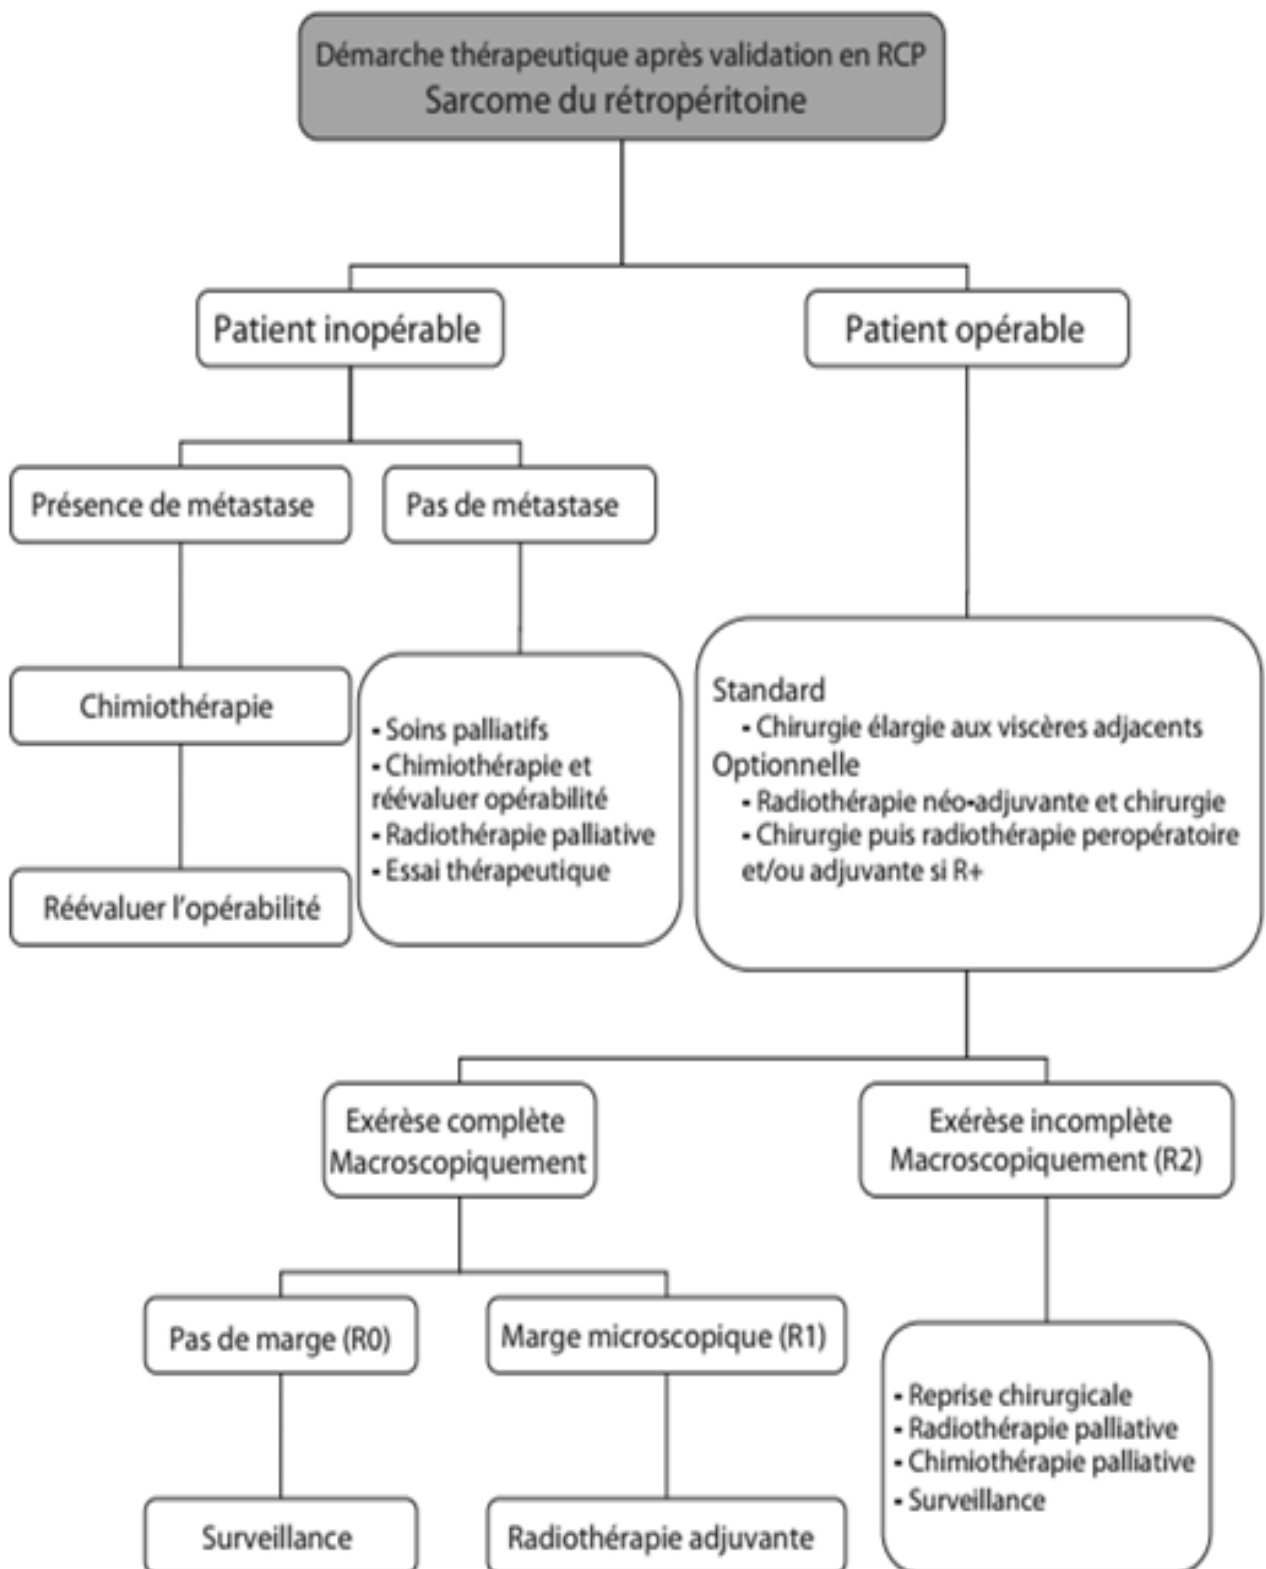 Démarche thérapeutique après validation en RCP
Sarcome du rétropéritoine
Patient inopérable
Patient opérable
Présence de métastase
Pas de métastase
Chimiothérapie
Réévaluer l'opérabilité
- Soins palliatifs
- Chimiothérapie et
réévaluer opérabilité
- Radiothérapie palliative
- Essai thérapeutique
Standard
- Chirurgie élargie aux viscères adjacents
Optionnelle
- Radiothérapie néo-adjuvante et chirurgie
- Chirurgie puis radiothérapie peropératoire
et/ou adjuvante si R+
Exérèse complète
Macroscopiquement
Exérèse incomplète
Macroscopiquement (R2)
Pas de marge (R0)
Marge microscopique (R1)
Surveillance
Radiothérapie adjuvante
- Reprise chirurgicale
- Radiothérapie palliative
- Chimiothérapie palliative
- Surveillance